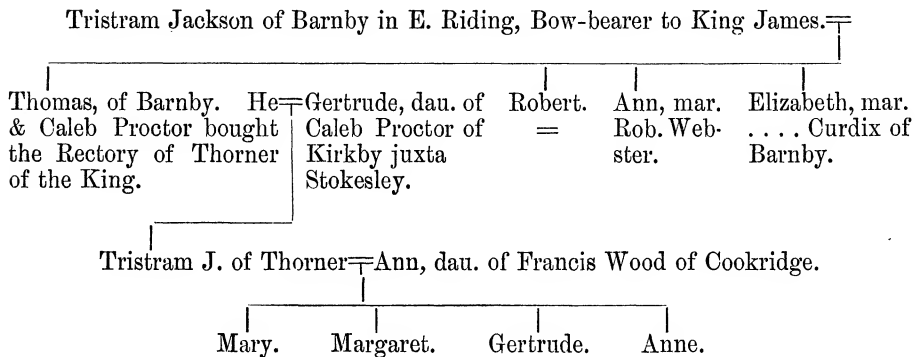 Tristram Jackson of Barnby in E. Riding, Bow-bearer to King James.
Thomas, of Barnby. He
& Caleb Proctor bought
the Rectory of Thorner
of the King.
Gertrude, dau. of
Caleb Proctor of
Kirkby juxta
Stokesley.
Robert.
=
Ann, mar.
Rob. Web-
ster.
Elizabeth, mar.
. . . . Curdix of
Barnby.
Tristram J. of Thorner=Ann, dau. of Francis Wood of Cookridge.
Mary. Margaret. Gertrude. Anne.